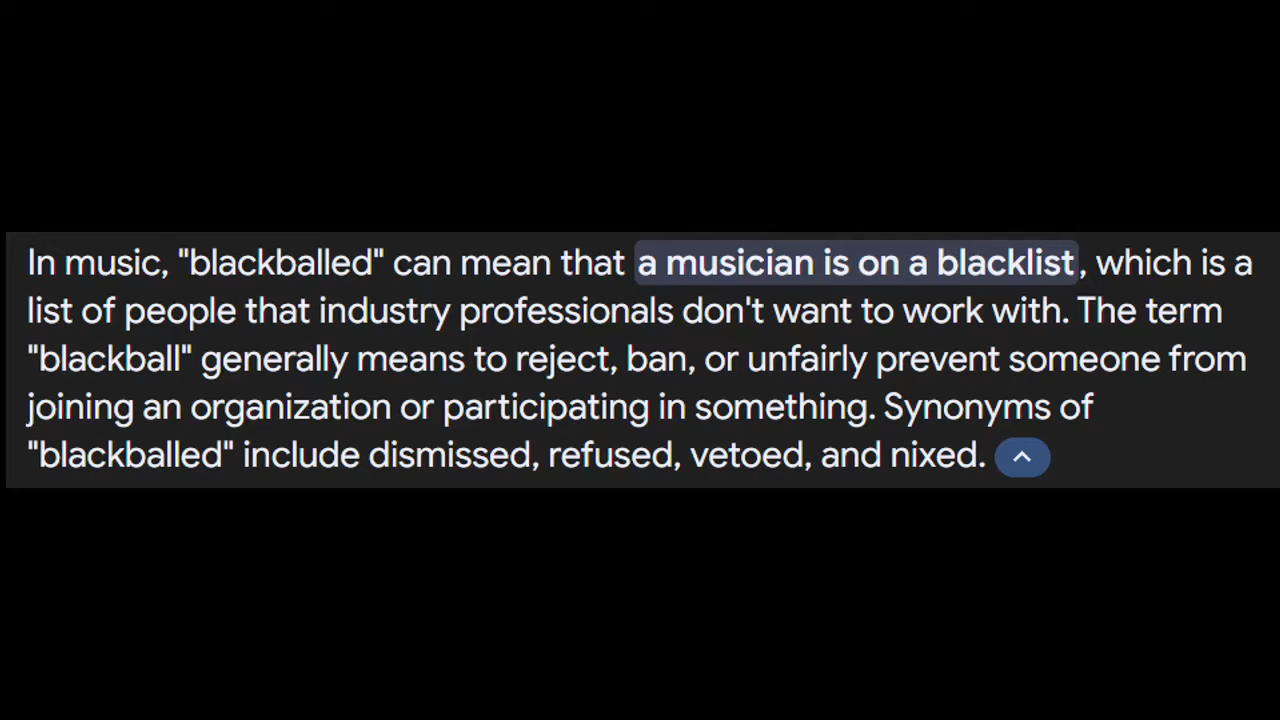 In music, "blackballed" can mean that a musician is on a blacklist, which is a
list of people that industry professionals don't want to work with. The term
"blackball" generally means to reject, ban, or unfairly prevent someone from
joining an organization or participating in something. Synonyms of
"blackballed" include dismissed, refused, vetoed, and nixed.